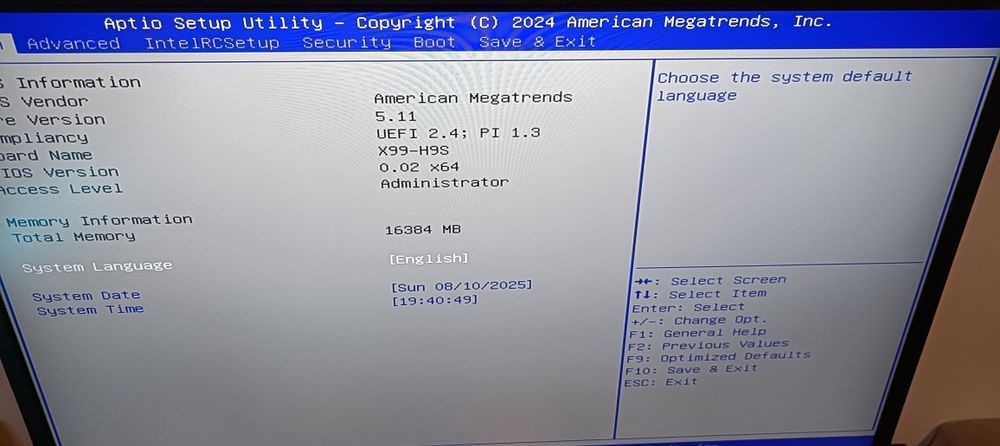 Aptio Setup Utility – Copyright (C) 2024 American Megatrends, Inc.
Advanced IntelRCSetup Security Boot Save & Exit
S Information
S Vendor American Megatrends
re Version 5.11
mpliancy UEFI 2.4; PI 1.3
oard Name X99-H9S
IOS Version 0.02 x64
Access Level Administrator
Memory Information
Total Memory 16384 MB
System Language [English]
System Date [Sun 08/10/2025]
System Time [19:40:49]
Choose the system default
language
→←: Select Screen
↑↓: Select Item
Enter: Select
+/-: Change Opt.
F1: General Help
F2: Previous Values
F9: Optimized Defaults
F10: Save & Exit
ESC: Exit